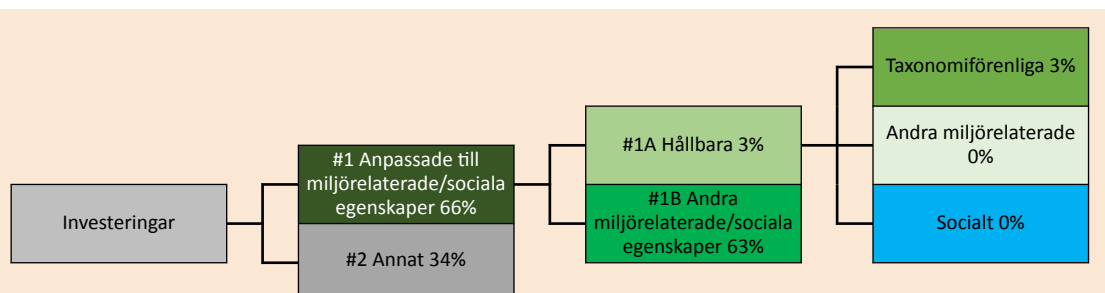 Investeringar
#1 Anpassade till
miljörelaterade/sociala
egenskaper 66%
#2 Annat 34%
#1A Hållbara 3%
#1B Andra
miljörelaterade/sociala
egenskaper 63%
Taxonomiförenliga 3%
Andra miljörelaterade
0%
Socialt 0%